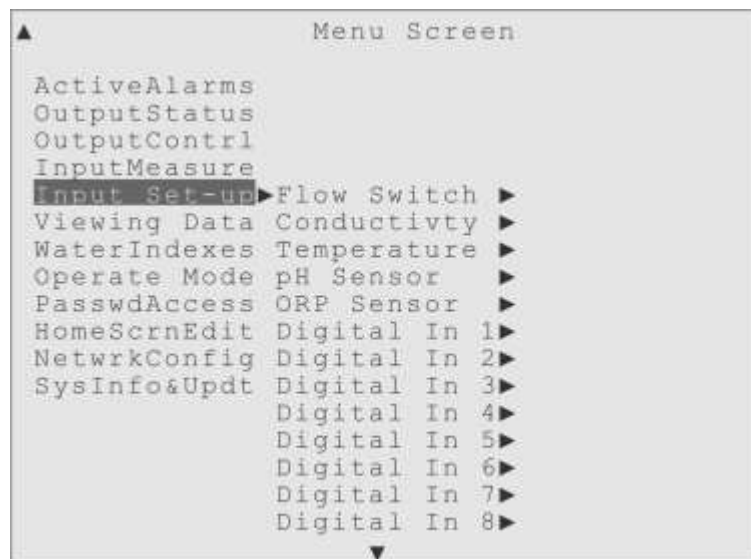 ▲ Menu Screen
ActiveAlarms
OutputStatus
OutputContrl
InputMeasure
Input Set-up▶Flow Switch ▶
Viewing Data Conductivty ▶
WaterIndexes Temperature ▶
Operate Mode pH Sensor ▶
PasswdAccess ORP Sensor ▶
HomeScrnEdit Digital In 1▶
NetwrkConfig Digital In 2▶
SysInfo&Updt Digital In 3▶
Digital In 4▶
Digital In 5▶
Digital In 6▶
Digital In 7▶
Digital In 8▶
▼